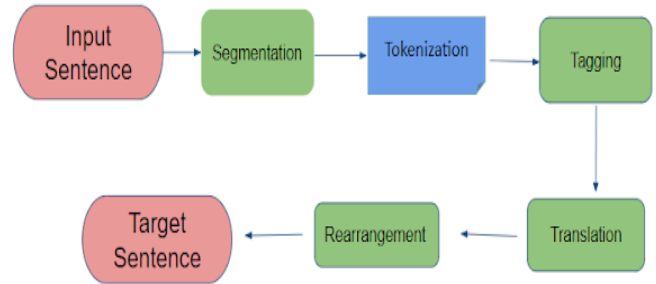 Input
Sentence
Segmentation
Tokenization
Tagging
Translation
Rearrangement
Target
Sentence